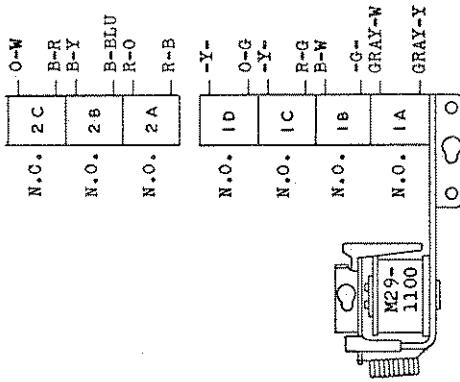 O-W
B-R
B-Y
B-BLU
R-O
R-B
-Y-
O-G
-Y-
R-G
B-W
-G-
GRAY-W
GRAY-Y
2C
2B
2A
1D
1C
1B
1A
N.C.
N.O.
N.O.
N.O.
N.O.
N.O.
N.O.
M29-
1100